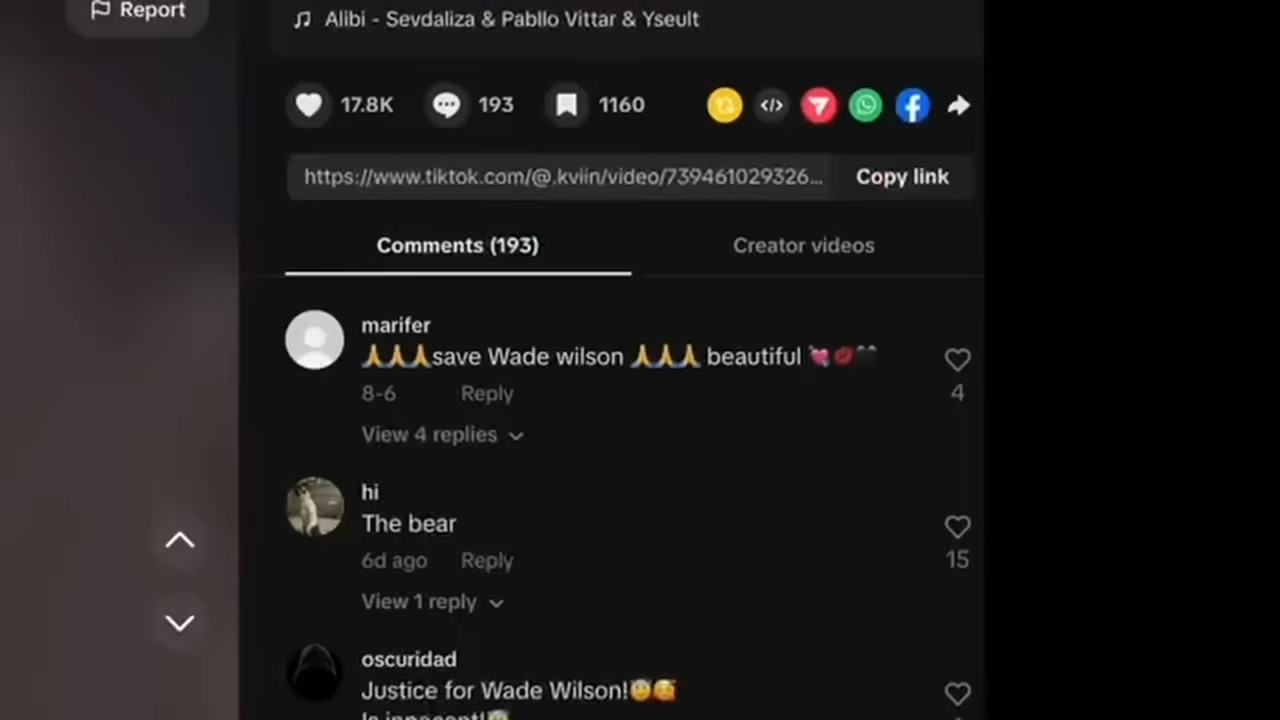 Report
Alibi - Sevdaliza & Pabllo Vittar & Yseult
17.8K 193 1160
https://www.tiktok.com/@.kviin/video/739461029326... Copy link
Comments (193) Creator videos
marifer
🙏🙏🙏save Wade wilson 🙏🙏🙏 beautiful 💘💋🖤
4
8-6 Reply
View 4 replies
hi
The bear
6d ago Reply
15
View 1 reply
oscuridad
Justice for Wade Wilson!😇🥰
Is innocent!😇